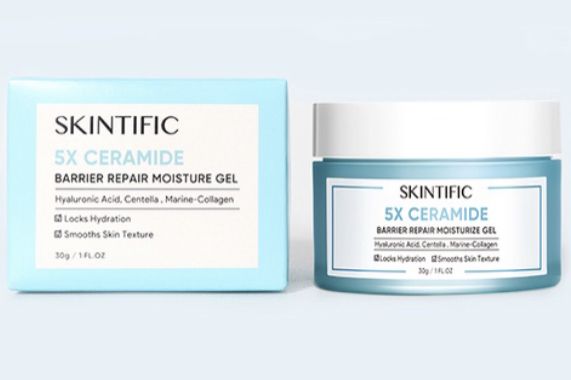 SKINTIFIC
5X CERAMIDE
BARRIER REPAIR MOISTURE GEL
Hyaluronic Acid, Centella , Marine-Collagen
Locks Hydration
Smooths Skin Texture
30g / 1 FL.OZ
SKINTIFIC
5X CERAMIDE
BARRIER REPAIR MOISTURIZE GEL
Hyaluronic Acid, Centella , Marine-Collagen
Locks Hydration Smooths Skin Texture
30g / 1 FL.OZ